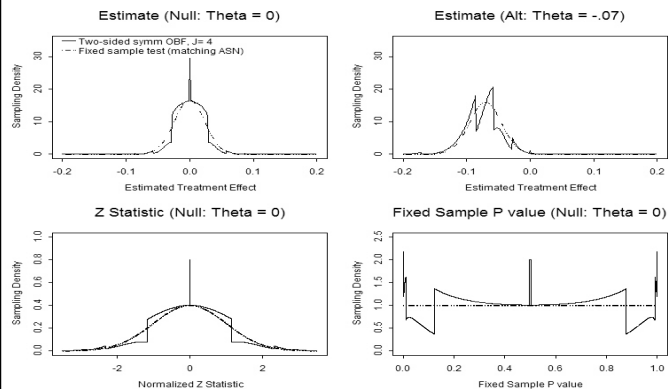 Estimate (Null: Theta = 0)
Two-sided symm OBF, J= 4
Fixed sample test (matching ASN)
Sampling Density
0 10 20 30
-0.2 -0.1 0.0 0.1 0.2
Estimated Treatment Effect
Estimate (Alt: Theta = -.07)
Sampling Density
0 10 20 30
-0.2 -0.1 0.0 0.1 0.2
Estimated Treatment Effect
Z Statistic (Null: Theta = 0)
Sampling Density
0.0 0.2 0.4 0.6 0.8 1.0
-2 0 2
Normalized Z Statistic
Fixed Sample P value (Null: Theta = 0)
Sampling Density
0.0 0.5 1.0 1.5 2.0 2.5
0.0 0.2 0.4 0.6 0.8 1.0
Fixed Sample P value